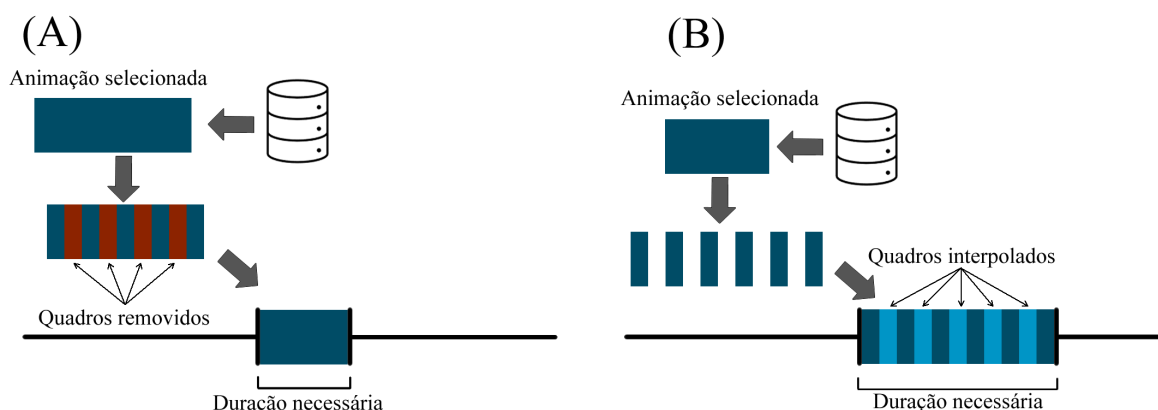 (A)
Animação selecionada
Quadros removidos
Duração necessária
(B)
Animação selecionada
Quadros interpolados
Duração necessária